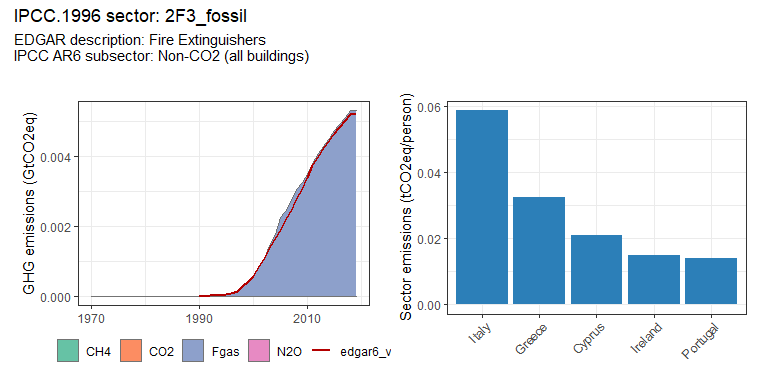 IPCC.1996 sector: 2F3_fossil
EDGAR description: Fire Extinguishers
IPCC AR6 subsector: Non-CO2 (all buildings)
GHG emissions (GtCO2eq)
0.004
0.002
0.000
1970
1990
2010
CH4
CO2
Fgas
N2O
edgar6_v
Sector emissions (tCO2eq/person)
0.06
0.04
0.02
0.00
Italy
Greece
Cyprus
Ireland
Portugal